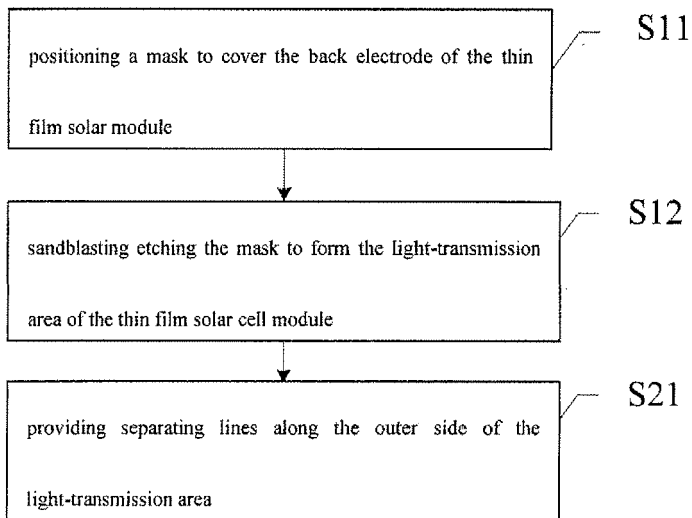 S11
positioning a mask to cover the back electrode of the thin
film solar module
S12
sandblasting etching the mask to form the light-transmission
area of the thin film solar cell module
S21
providing separating lines along the outer side of the
light-transmission area